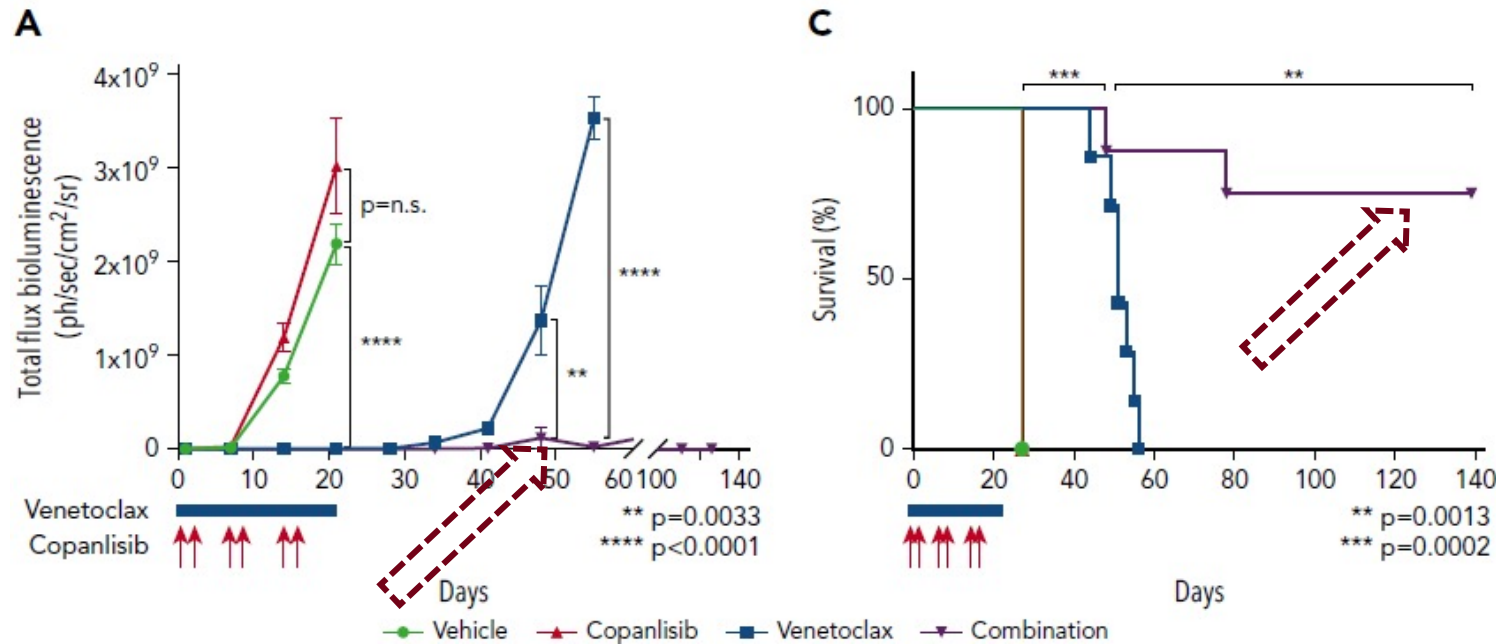 A
Total flux bioluminescence
(ph/sec/cm²/sr)
4x10⁹
3x10⁹
2x10⁹
1x10⁹
0
p=n.s.
****
**
****
0 10 20 30 40 50 60 100 140
Venetoclax
Copanlisib
** p=0.0033
**** p<0.0001
Days
C
Survival (%)
100
50
0
***
**
0 20 40 60 80 100 120 140
** p=0.0013
*** p=0.0002
Days
Vehicle Copanlisib Venetoclax Combination